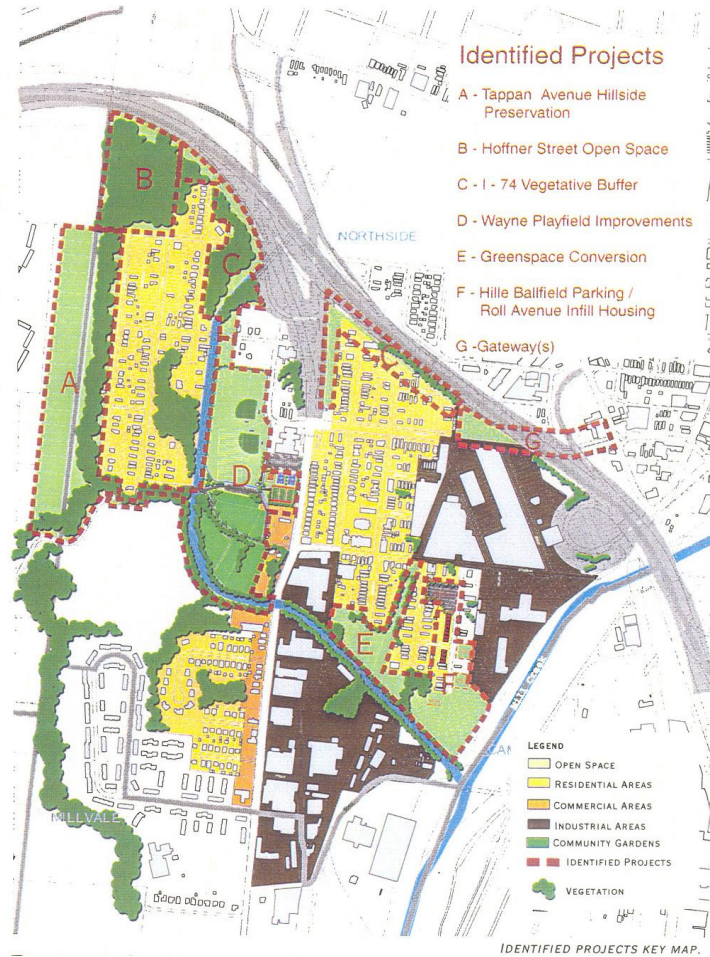 Identified Projects
A - Tappan Avenue Hillside
Preservation
B - Hoffner Street Open Space
C - I - 74 Vegetative Buffer
D - Wayne Playfield Improvements
E - Greenspace Conversion
F - Hille Ballfield Parking /
Roll Avenue Infill Housing
G -Gateway(s)
B
NORTHSIDE
C
C
A
G
D
E
F
MILLVALE
LEGEND
OPEN SPACE
RESIDENTIAL AREAS
COMMERCIAL AREAS
INDUSTRIAL AREAS
COMMUNITY GARDENS
IDENTIFIED PROJECTS
VEGETATION
IDENTIFIED PROJECTS KEY MAP.